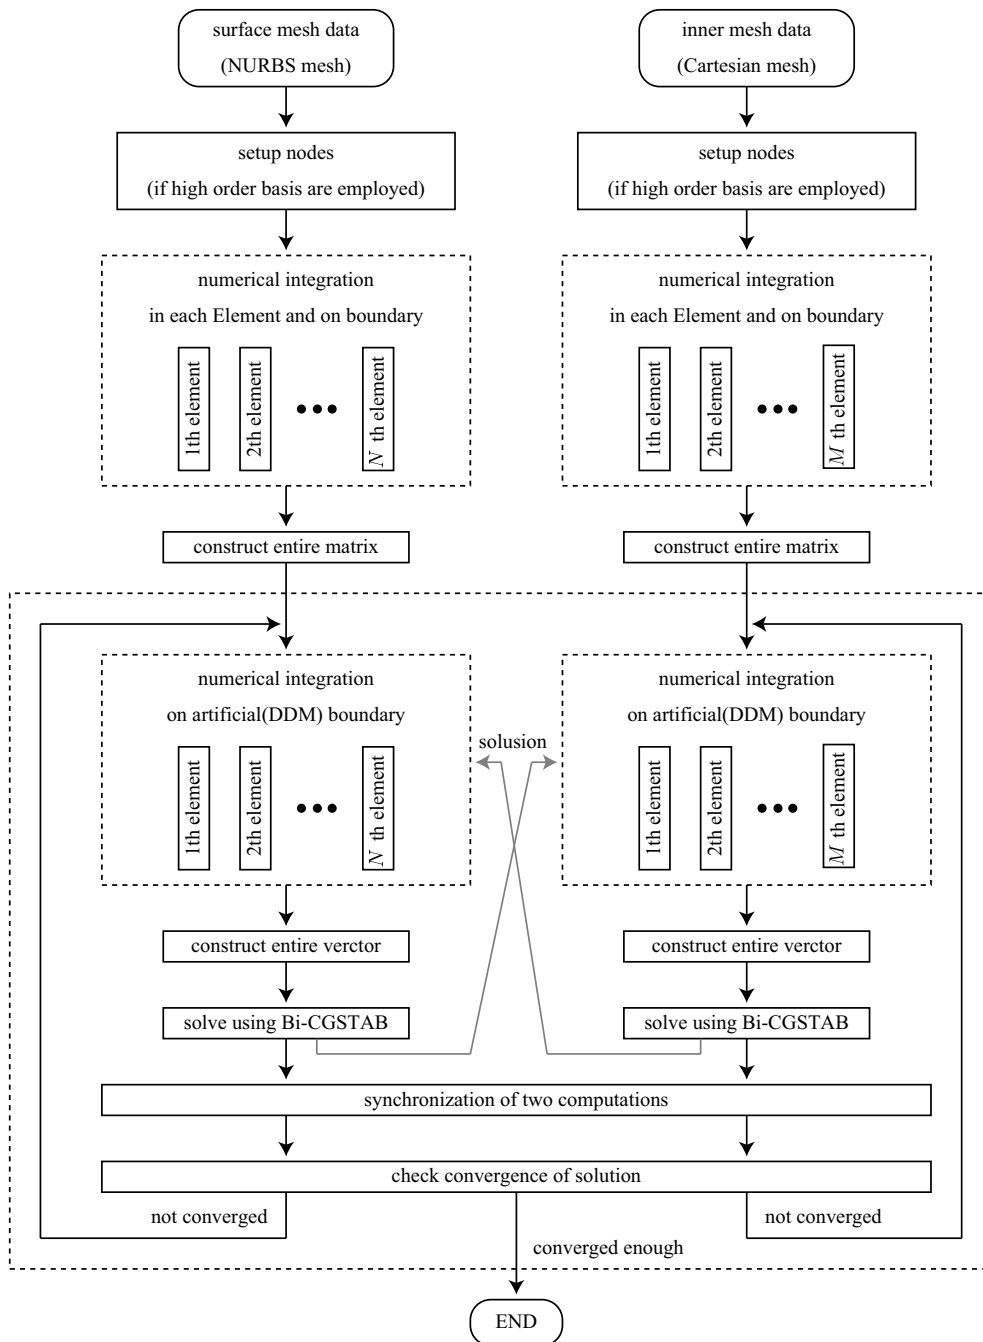 surface mesh data
(NURBS mesh)
inner mesh data
(Cartesian mesh)
setup nodes
(if high order basis are employed)
setup nodes
(if high order basis are employed)
numerical integration
in each Element and on boundary
1th element
2th element
•••
N th element
numerical integration
in each Element and on boundary
1th element
2th element
•••
M th element
construct entire matrix
construct entire matrix
numerical integration
on artificial(DDM) boundary
1th element
2th element
•••
N th element
solusion
numerical integration
on artificial(DDM) boundary
1th element
2th element
•••
M th element
construct entire verctor
construct entire verctor
solve using Bi-CGSTAB
solve using Bi-CGSTAB
synchronization of two computations
check convergence of solution
not converged
not converged
converged enough
END